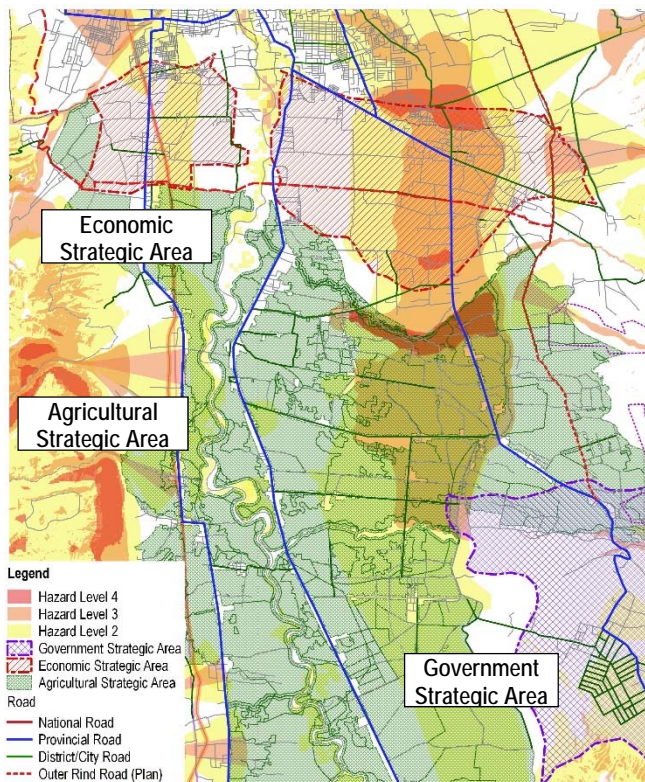 Economic
Strategic Area
Agricultural
Strategic Area
Government
Strategic Area
Legend
Hazard Level 4
Hazard Level 3
Hazard Level 2
Government Strategic Area
Economic Strategic Area
Agricultural Strategic Area
Road
National Road
Provincial Road
District/City Road
Outer Rind Road (Plan)